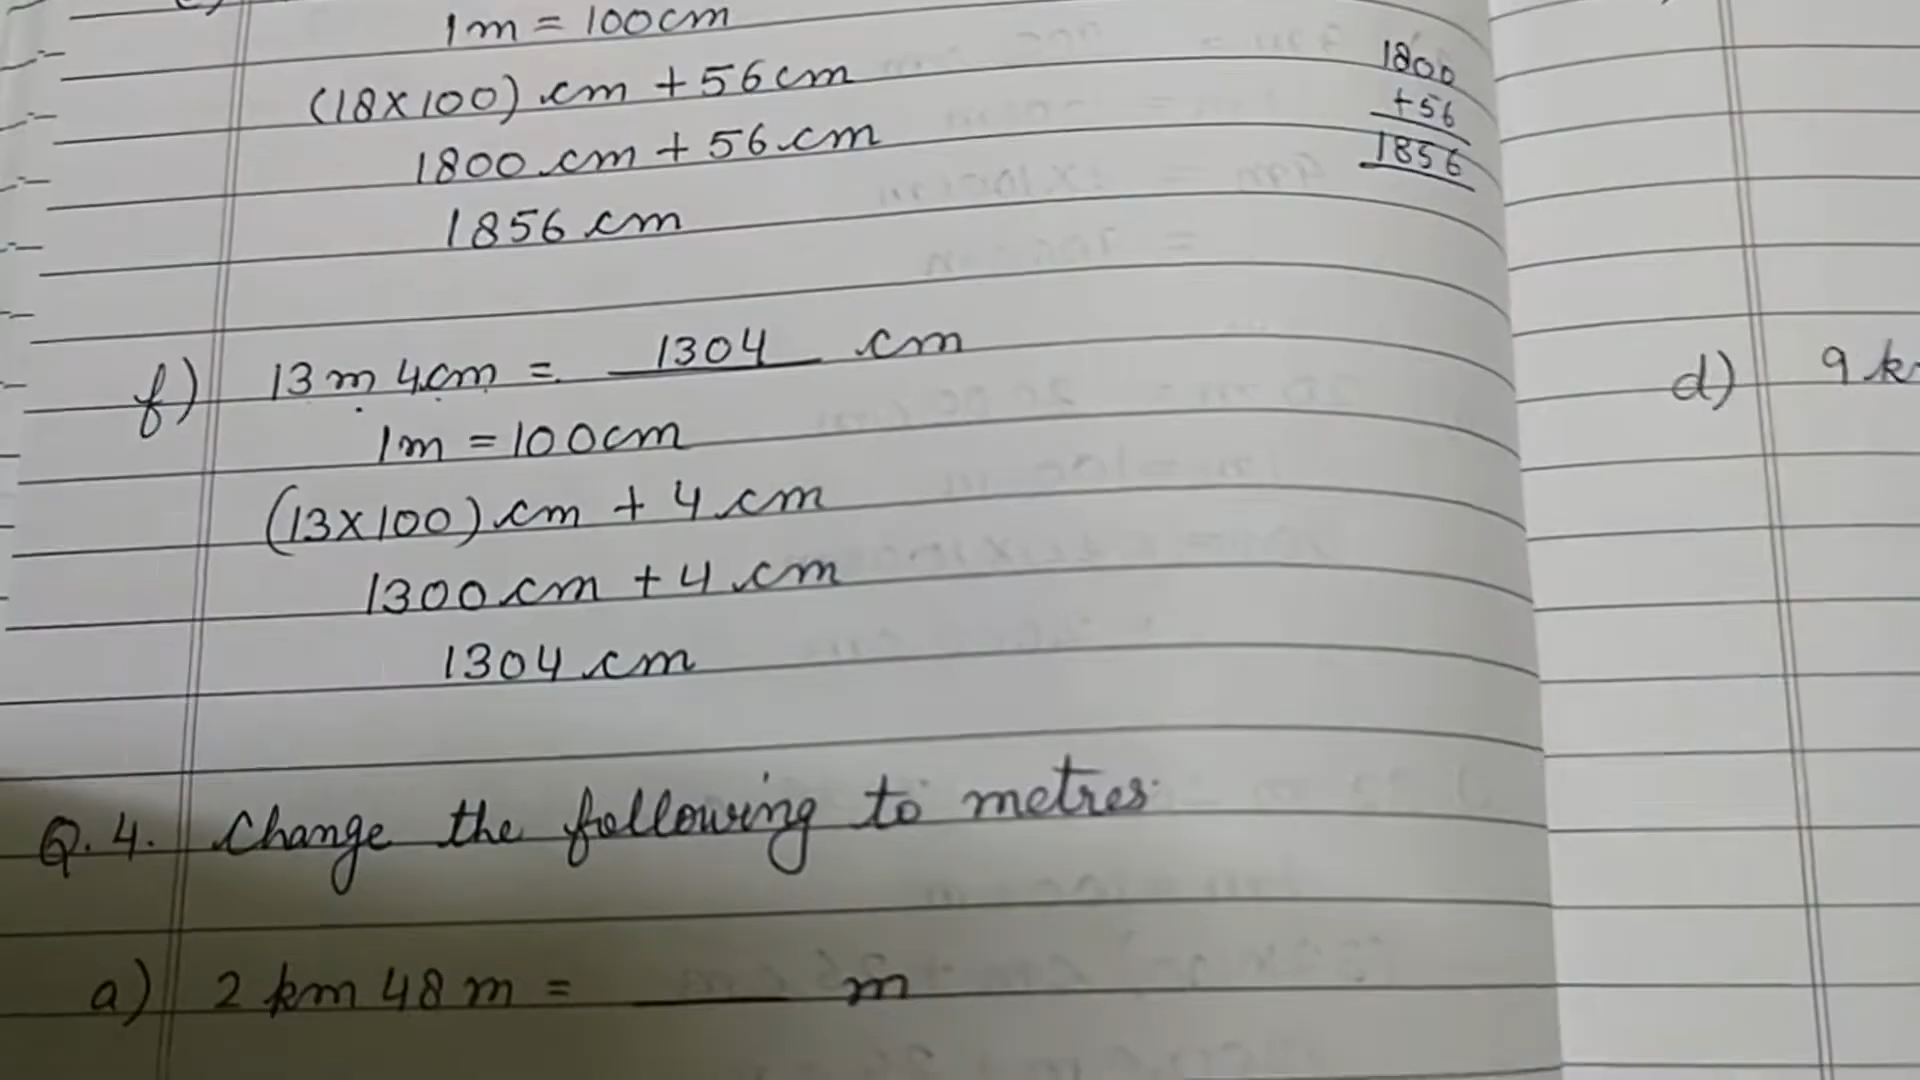 1m = 100cm
(18x100) cm + 56cm
1800 cm + 56 cm
1856 cm
1800
+56
1856
f) 13m 4cm = 1304 cm
1m = 100cm
(13x100) cm + 4 cm
1300 cm + 4 cm
1304 cm
Q.4. Change the following to metres.
a) 2 km 48 m = ______ m
d) 9 k